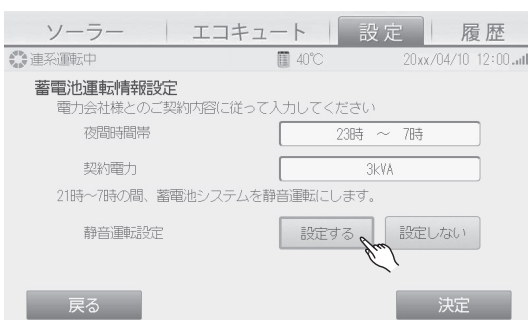 ソーラー エコキュート 設定 履歴
連系運転中 40℃ 20xx/04/10 12:00
蓄電池運転情報設定
電力会社様とのご契約内容に従って入力してください
夜間時間帯 23時 ～ 7時
契約電力 3kVA
21時～7時の間、蓄電池システムを静音運転にします。
静音運転設定 設定する 設定しない
戻る 決定